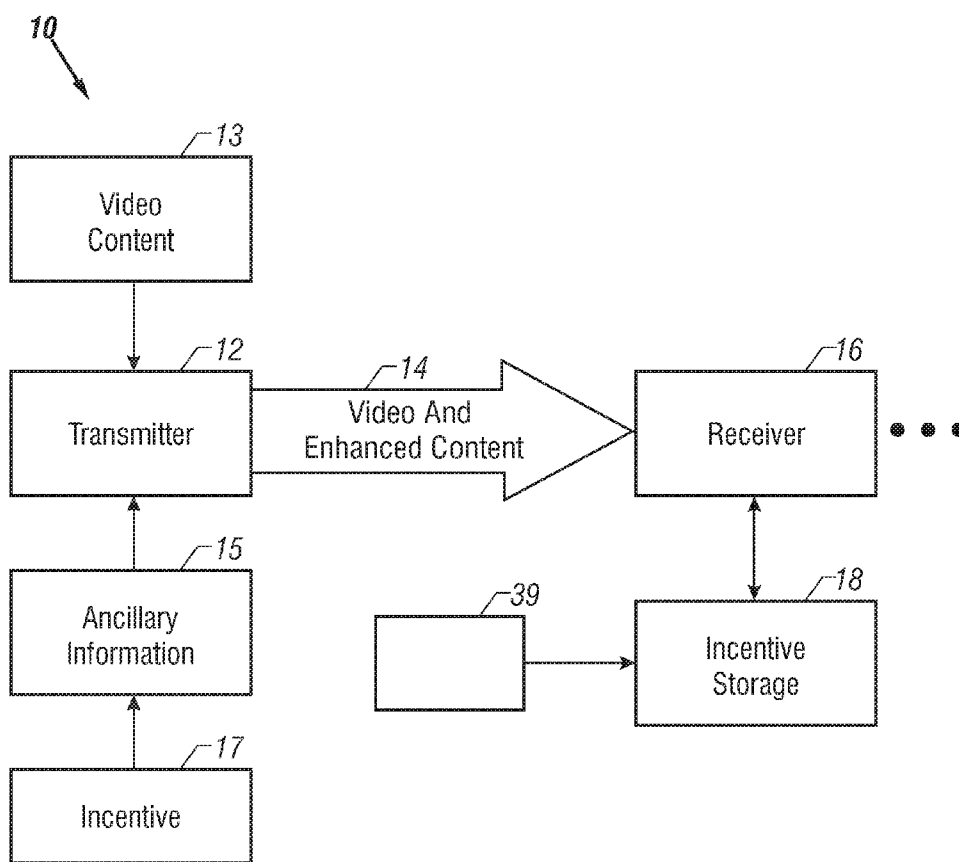 10
13
Video
Content
12
Transmitter
14
Video And
Enhanced Content
16
Receiver
15
Ancillary
Information
39
18
Incentive
Storage
17
Incentive